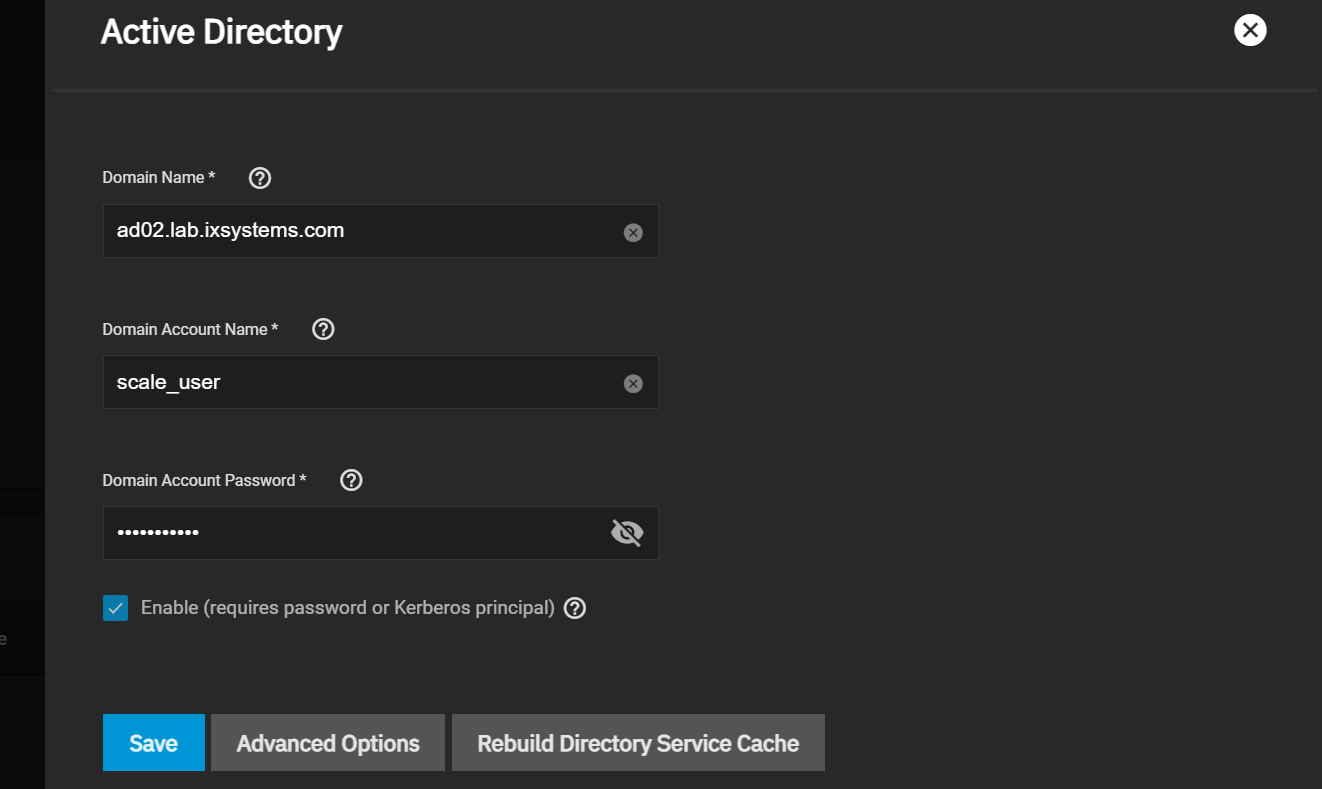 Active Directory
Domain Name *
ad02.lab.ixsystems.com
Domain Account Name *
scale_user
Domain Account Password *
•••••••••••
Enable (requires password or Kerberos principal)
e
Save Advanced Options Rebuild Directory Service Cache